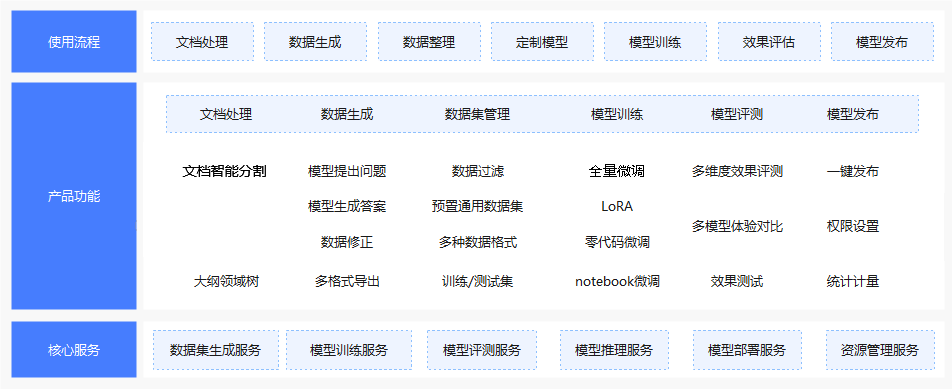 使用流程 文档处理 数据生成 数据整理 定制模型 模型训练 效果评估 模型发布
产品功能
文档处理 数据生成 数据集管理 模型训练 模型评测 模型发布
文档智能分割 模型提出问题 数据过滤 全量微调 多维度效果评测 一键发布
模型生成答案 预置通用数据集 LoRA
多模型体验对比 权限设置
数据修正 多种数据格式 零代码微调
大纲领域树 多格式导出 训练/测试集 notebook微调 效果测试 统计计量
核心服务 数据集生成服务 模型训练服务 模型评测服务 模型推理服务 模型部署服务 资源管理服务